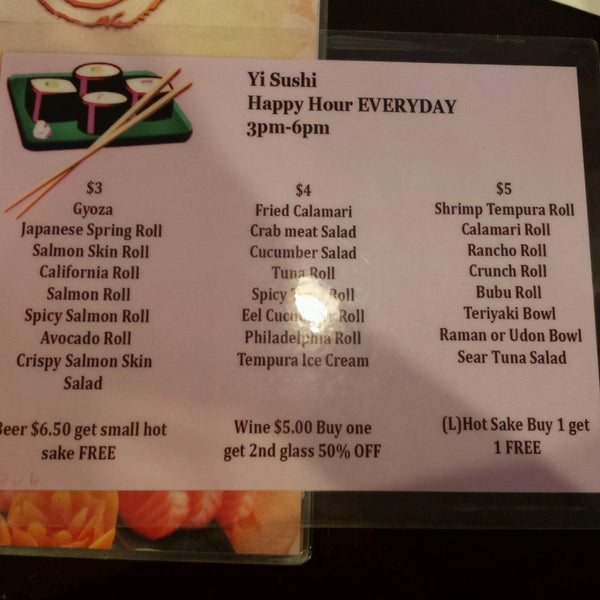 Yi Sushi
Happy Hour EVERYDAY
3pm-6pm
$3
Gyoza
Japanese Spring Roll
Salmon Skin Roll
California Roll
Salmon Roll
Spicy Salmon Roll
Avocado Roll
Crispy Salmon Skin
Salad
$4
Fried Calamari
Crab meat Salad
Cucumber Salad
Tuna Roll
Spicy Tuna Roll
Eel Cucumber Roll
Philadelphia Roll
Tempura Ice Cream
$5
Shrimp Tempura Roll
Calamari Roll
Rancho Roll
Crunch Roll
Bubu Roll
Teriyaki Bowl
Raman or Udon Bowl
Sear Tuna Salad
Beer $6.50 get small hot
sake FREE
Wine $5.00 Buy one
get 2nd glass 50% OFF
(L)Hot Sake Buy 1 get
1 FREE